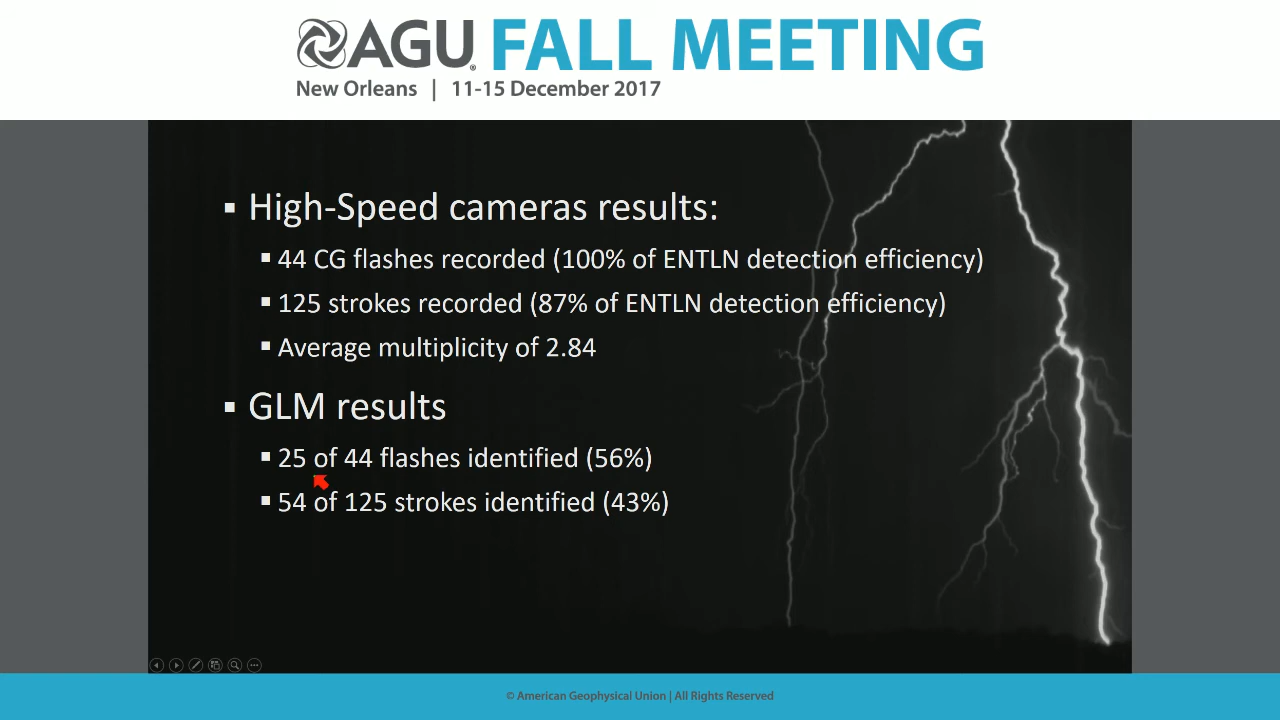 AGU FALL MEETING
New Orleans | 11-15 December 2017
▪ High-Speed cameras results:
▪ 44 CG flashes recorded (100% of ENTLN detection efficiency)
▪ 125 strokes recorded (87% of ENTLN detection efficiency)
▪ Average multiplicity of 2.84
▪ GLM results
▪ 25 of 44 flashes identified (56%)
▪ 54 of 125 strokes identified (43%)
© American Geophysical Union | All Rights Reserved